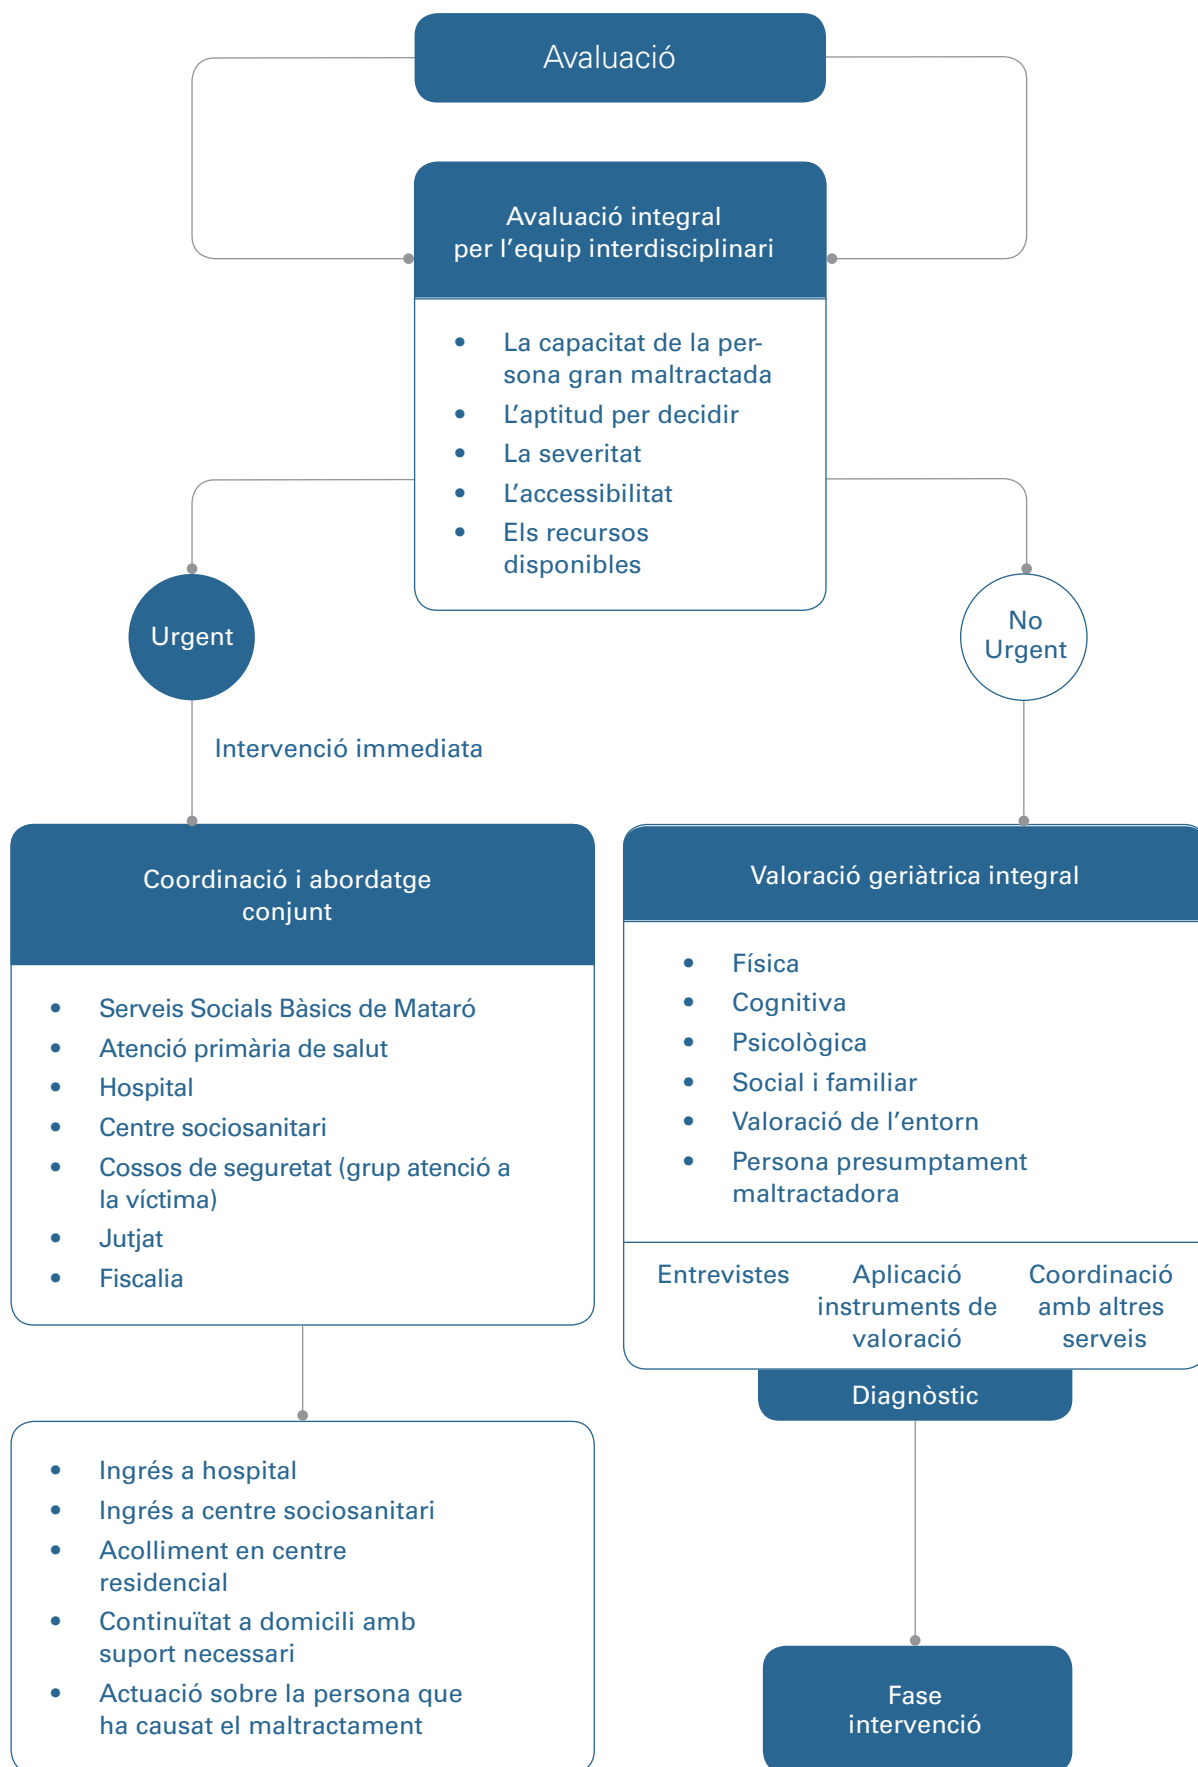 Avaluació
Avaluació integral
per l'equip interdisciplinari
• La capacitat de la per-
sona gran maltractada
• L'aptitud per decidir
• La severitat
• L'accessibilitat
• Els recursos
disponibles
Urgent
No
Urgent
Intervenció immediata
Coordinació i abordatge
conjunt
• Serveis Socials Bàsics de Mataró
• Atenció primària de salut
• Hospital
• Centre sociosanitari
• Cossos de seguretat (grup atenció a
la víctima)
• Jutjat
• Fiscalia
• Ingrés a hospital
• Ingrés a centre sociosanitari
• Acolliment en centre
residencial
• Continuïtat a domicili amb
suport necessari
• Actuació sobre la persona que
ha causat el maltractament
Valoració geriàtrica integral
• Física
• Cognitiva
• Psicològica
• Social i familiar
• Valoració de l'entorn
• Persona presumptament
maltractadora
Entrevistes
Aplicació
instruments de
valoració
Coordinació
amb altres
serveis
Diagnòstic
Fase
intervenció